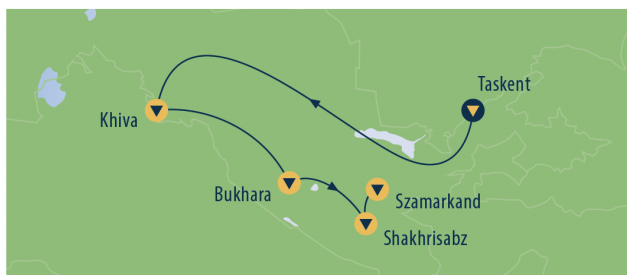 Taskent
Khiva
Bukhara
Szamarkand
Shakhrisabz